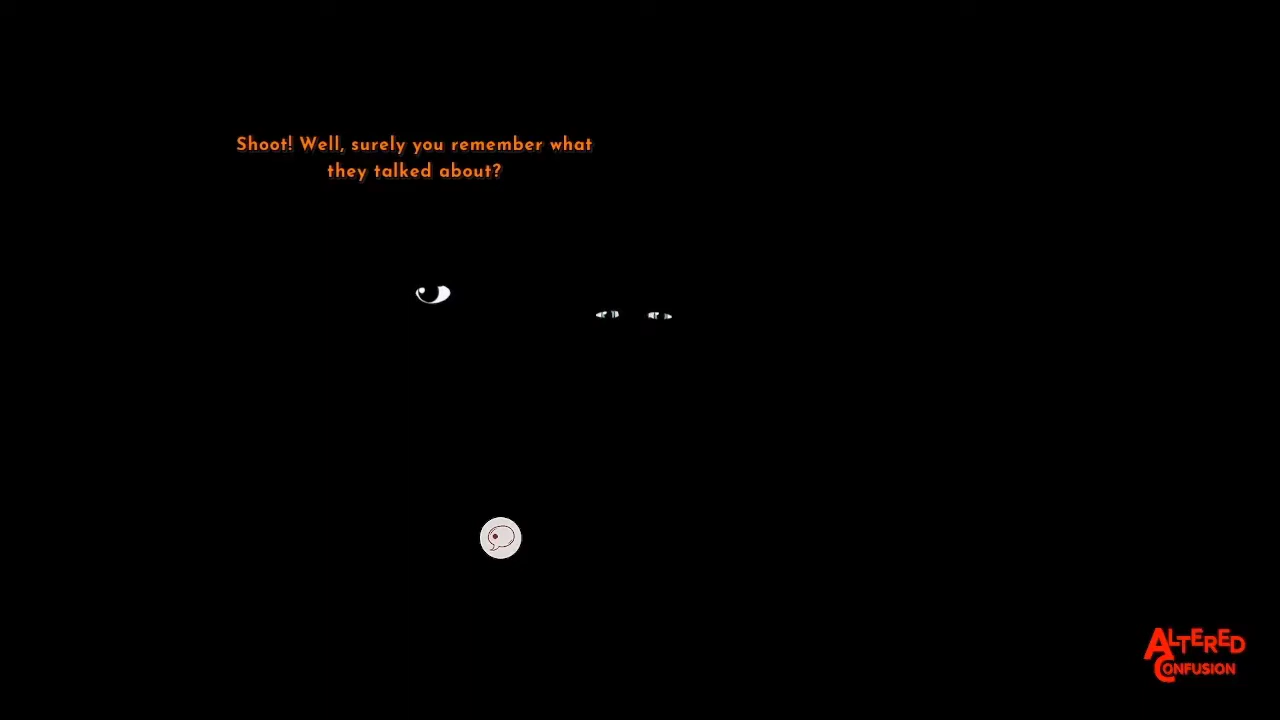 Shoot! Well, surely you remember what
they talked about?
ALTERED
CONFUSION